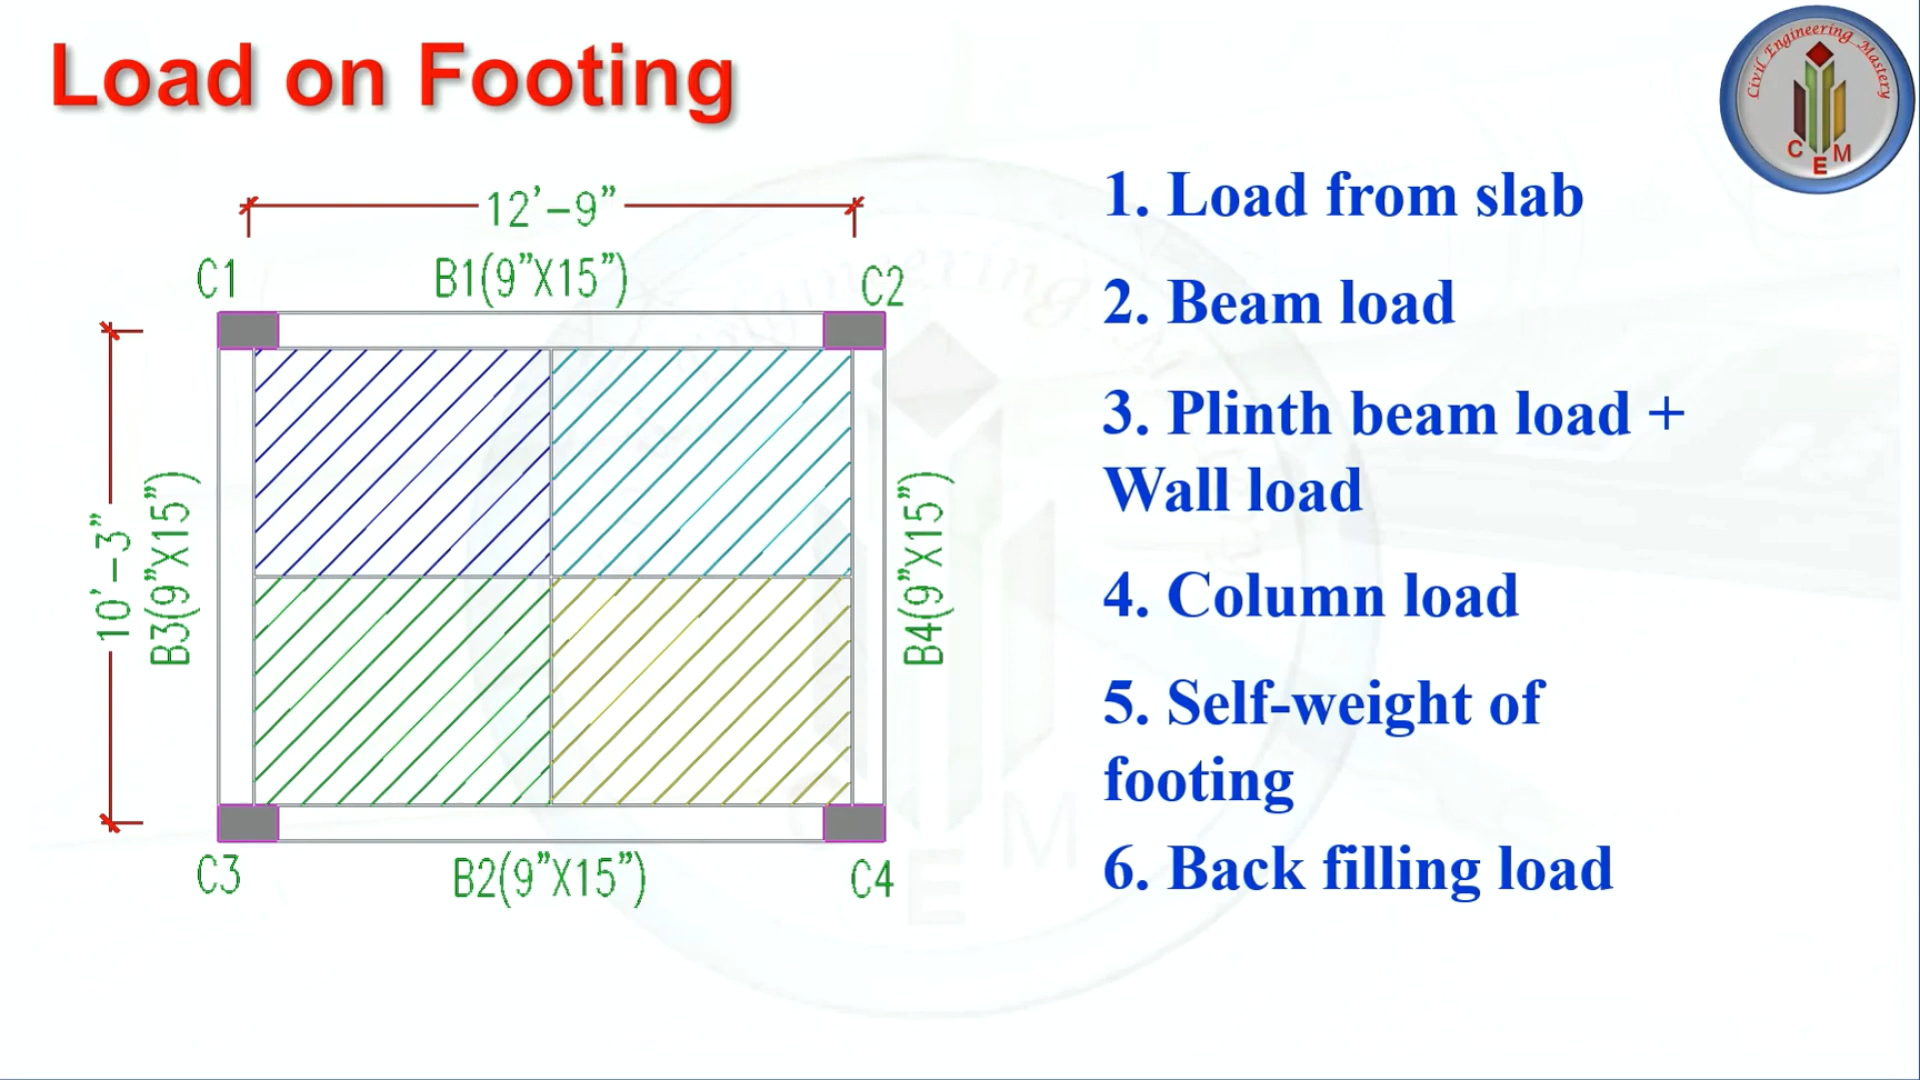 Load on Footing
Civil Engineering Mastery
C E M
12’-9”
C1
B1(9”X15”)
C2
10’-3”
B3(9”X15”)
B4(9”X15”)
C3
B2(9”X15”)
C4
1. Load from slab
2. Beam load
3. Plinth beam load +
Wall load
4. Column load
5. Self-weight of
footing
6. Back filling load